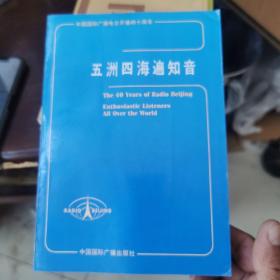 中国国际广播电台开播四十周年
五洲四海遍知音
The 40 Years of Radio Beijing
Enthusiastic Listeners
All Over the World
RADIO BEIJING
中国国际广播出版社